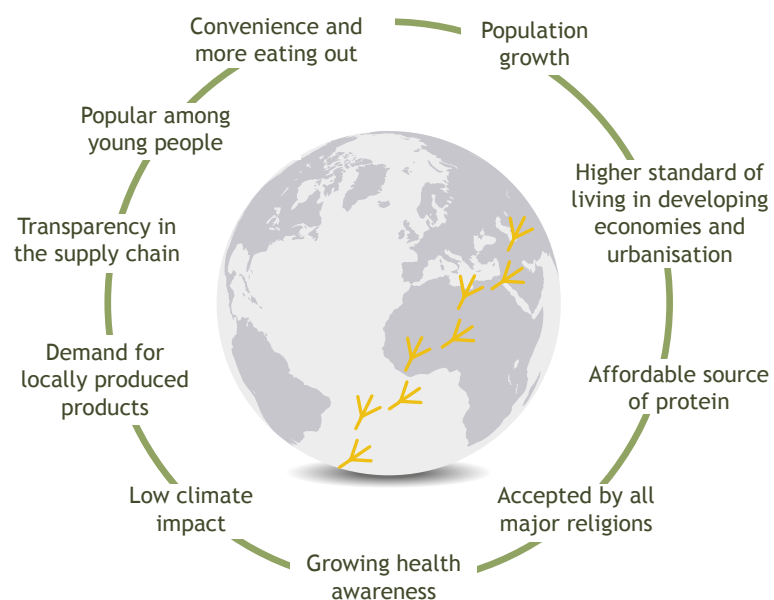 Convenience and
more eating out
Population
growth
Higher standard of
living in developing
economies and
urbanisation
Affordable source
of protein
Accepted by all
major religions
Growing health
awareness
Low climate
impact
Demand for
locally produced
products
Transparency in
the supply chain
Popular among
young people